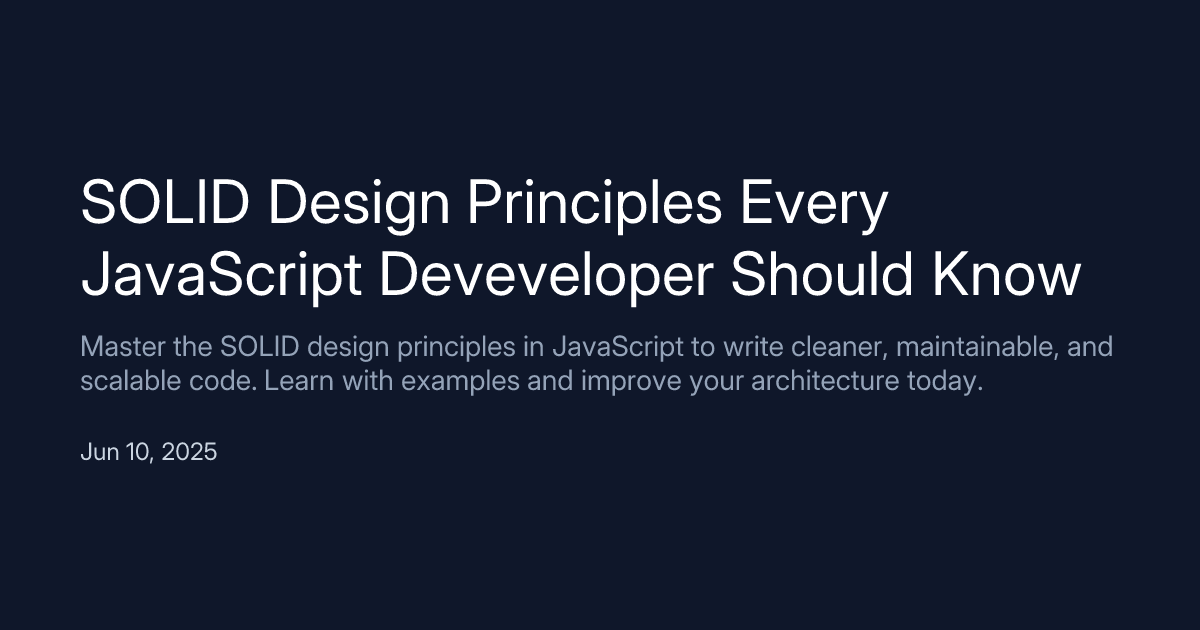 SOLID Design Principles Every
JavaScript Deveveloper Should Know
Master the SOLID design principles in JavaScript to write cleaner, maintainable, and
scalable code. Learn with examples and improve your architecture today.
Jun 10, 2025